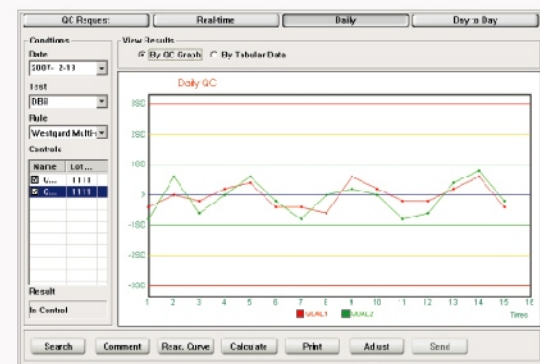 QC Request Real-time Daily Day to Day
Conditions
View Results
Date
By QC Graph By Tabular Data
2007- 2-13
Daily QC
Test
DBil
Rule
Westgard Multi-
Controls
Name Lot...
G... 1111
G... 1111
Result
In Control
3SD
2SD
1SD
-1SD
-2SD
-3SD
1 2 3 4 5 6 7 8 9 10 11 12 13 14 15 16
QUAL1 QUAL2 Times
Search Comment Reac. Curve Calculate Print Adjust Send